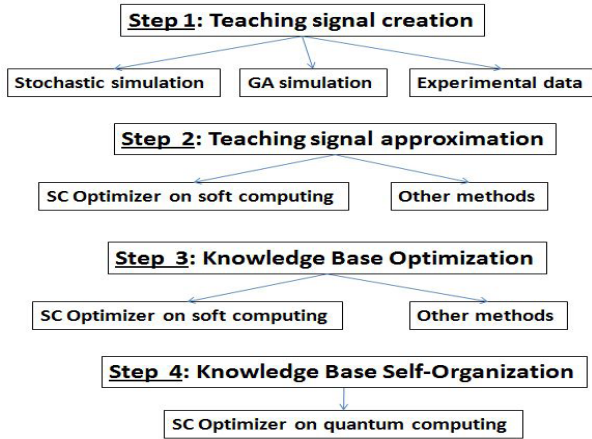 Step 1: Teaching signal creation
Stochastic simulation
GA simulation
Experimental data
Step 2: Teaching signal approximation
SC Optimizer on soft computing
Other methods
Step 3: Knowledge Base Optimization
SC Optimizer on soft computing
Other methods
Step 4: Knowledge Base Self-Organization
SC Optimizer on quantum computing